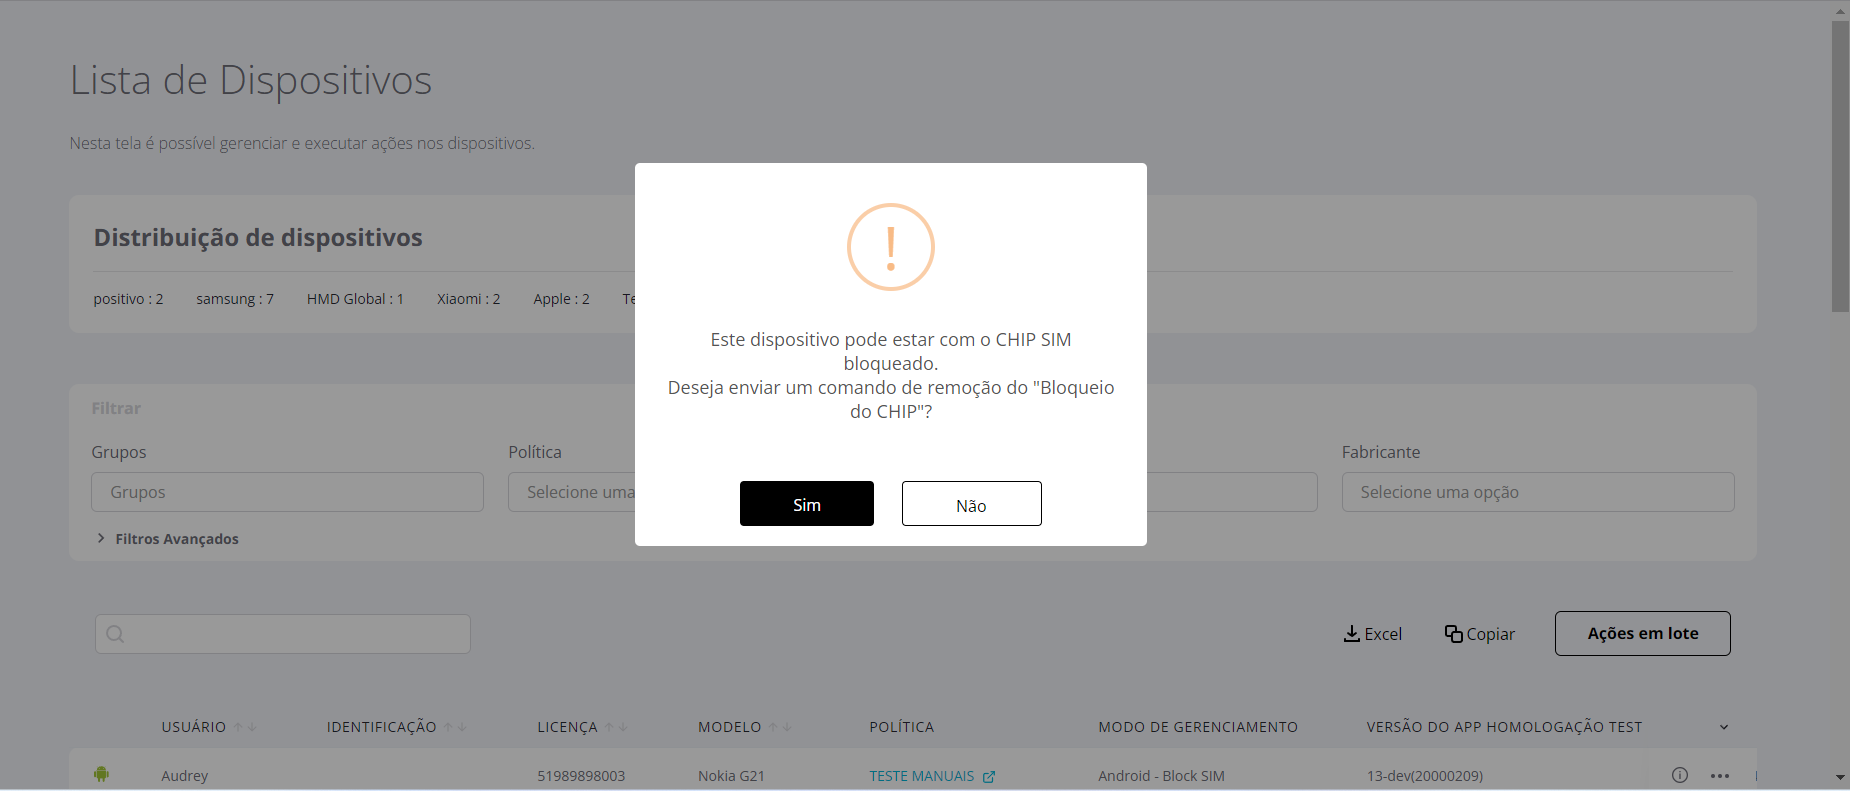 Lista de Dispositivos
Nesta tela é possível gerenciar e executar ações nos dispositivos.
Distribuição de dispositivos
positivo : 2 samsung : 7 HMD Global : 1 Xiaomi : 2 Apple : 2
Este dispositivo pode estar com o CHIP SIM
bloqueado.
Deseja enviar um comando de remoção do "Bloqueio
do CHIP"?
Sim Não
Filtrar
Grupos Política Fabricante
Grupos Selecione uma Selecione uma opção
Filtros Avançados
Excel Copiar Ações em lote
USUÁRIO IDENTIFICAÇÃO LICENÇA MODELO POLÍTICA MODO DE GERENCIAMENTO VERSÃO DO APP HOMOLOGAÇÃO TEST
Audrey 51989898003 Nokia G21 TESTE MANUAIS Android - Block SIM 13-dev(20000209)